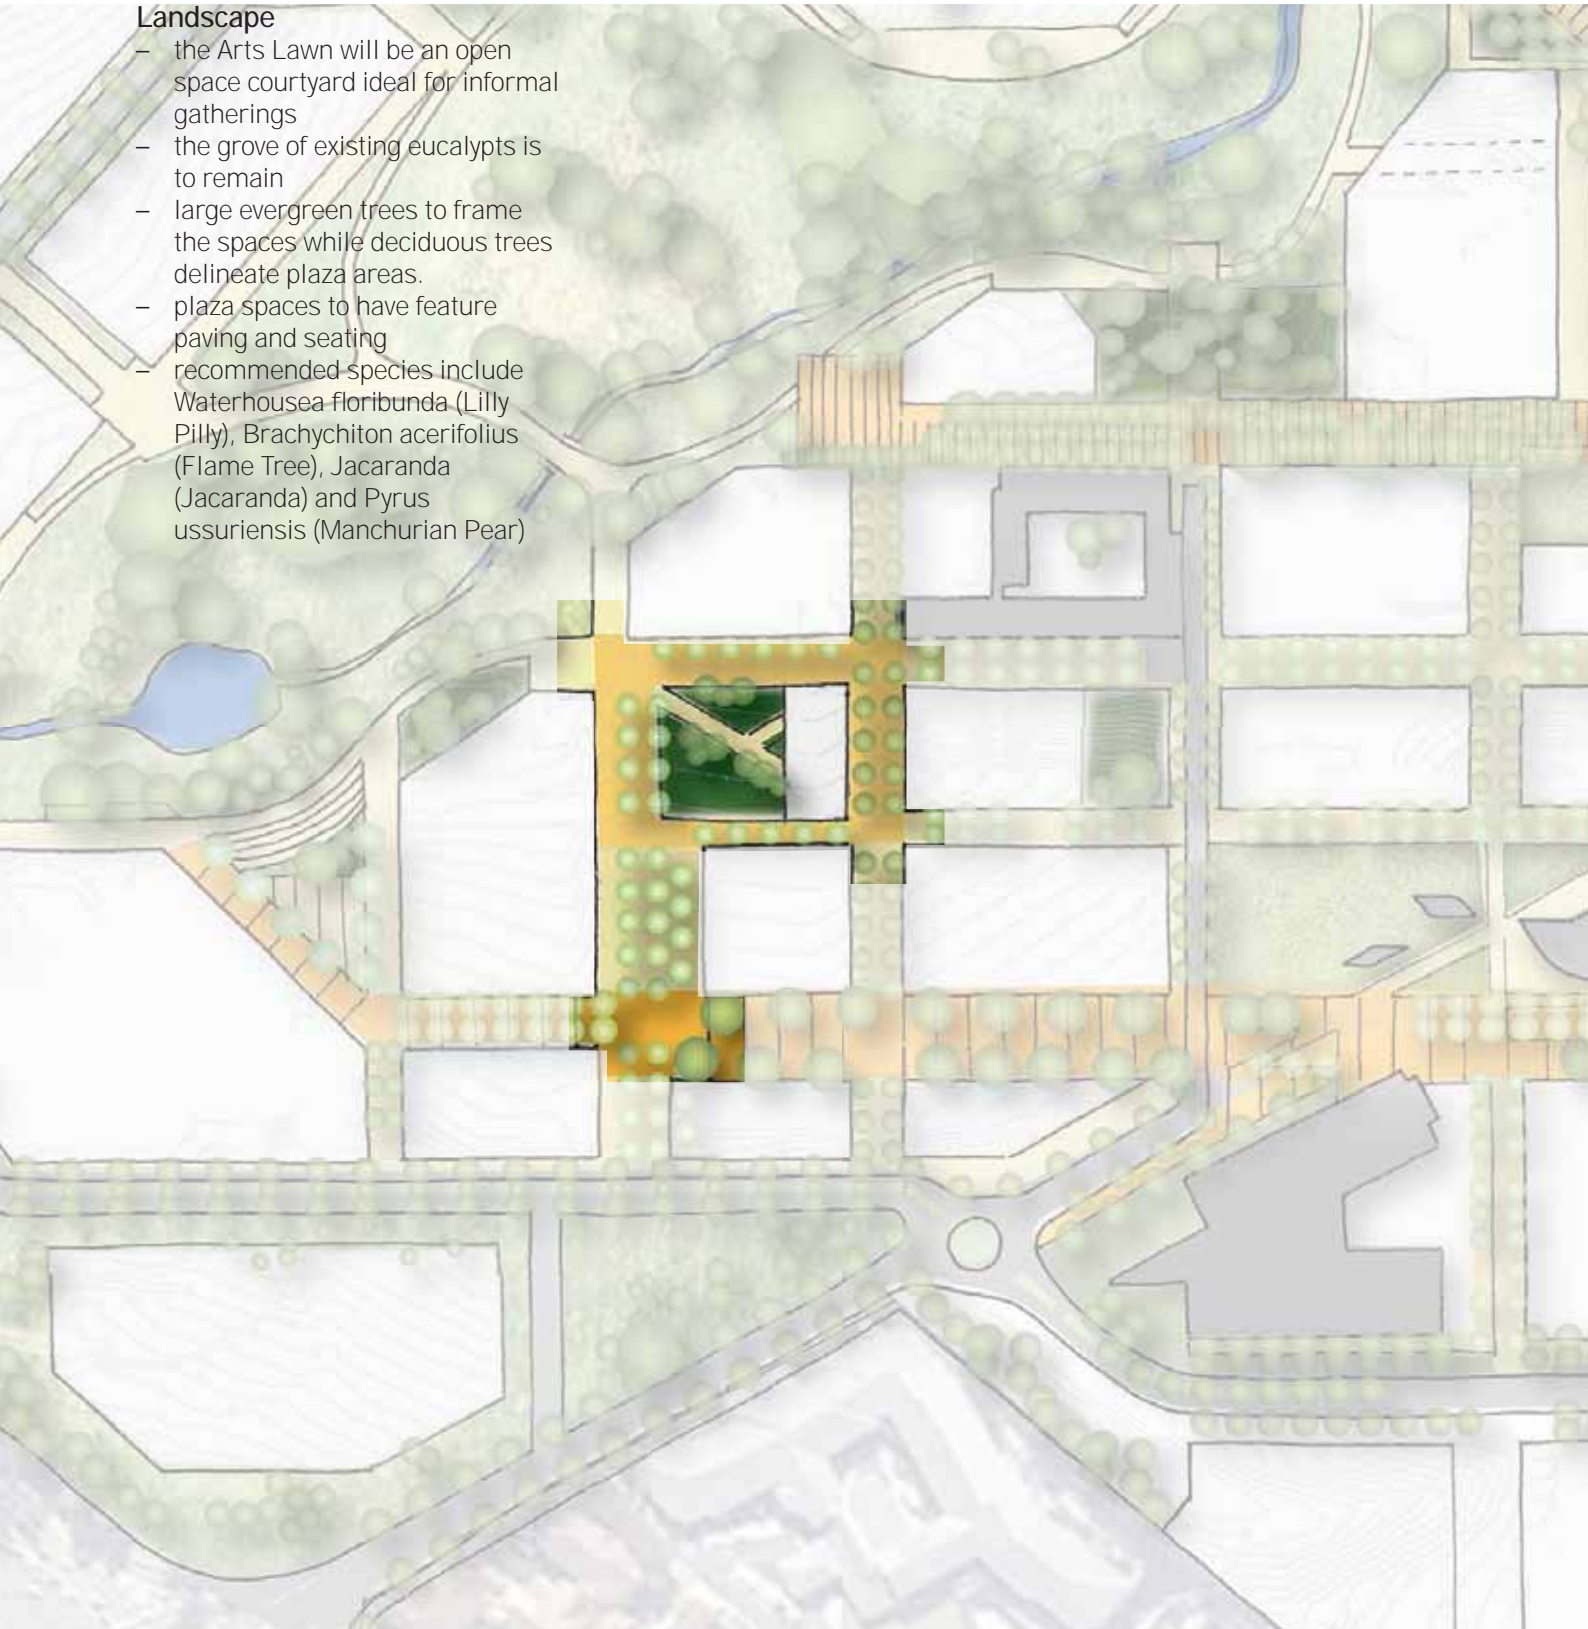 Landscape
– the Arts Lawn will be an open
space courtyard ideal for informal
gatherings
– the grove of existing eucalypts is
to remain
– large evergreen trees to frame
the spaces while deciduous trees
delineate plaza areas.
– plaza spaces to have feature
paving and seating
– recommended species include
Waterhousea floribunda (Lilly
Pilly), Brachychiton acerifolius
(Flame Tree), Jacaranda
(Jacaranda) and Pyrus
ussuriensis (Manchurian Pear)